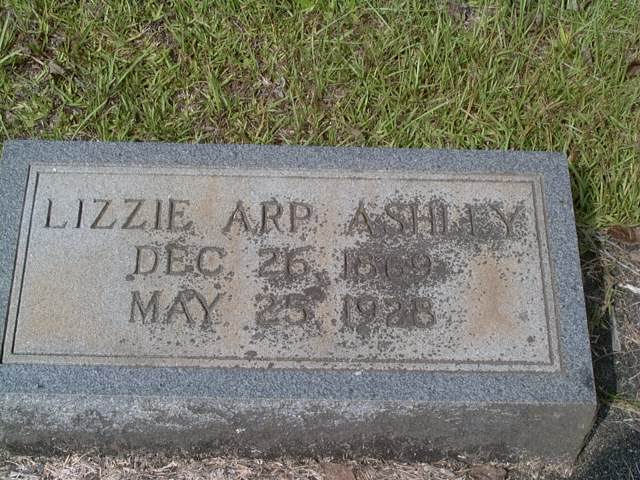 LIZZIE ARP ASHLEY
DEC. 26, 1869
MAY 25, 1928